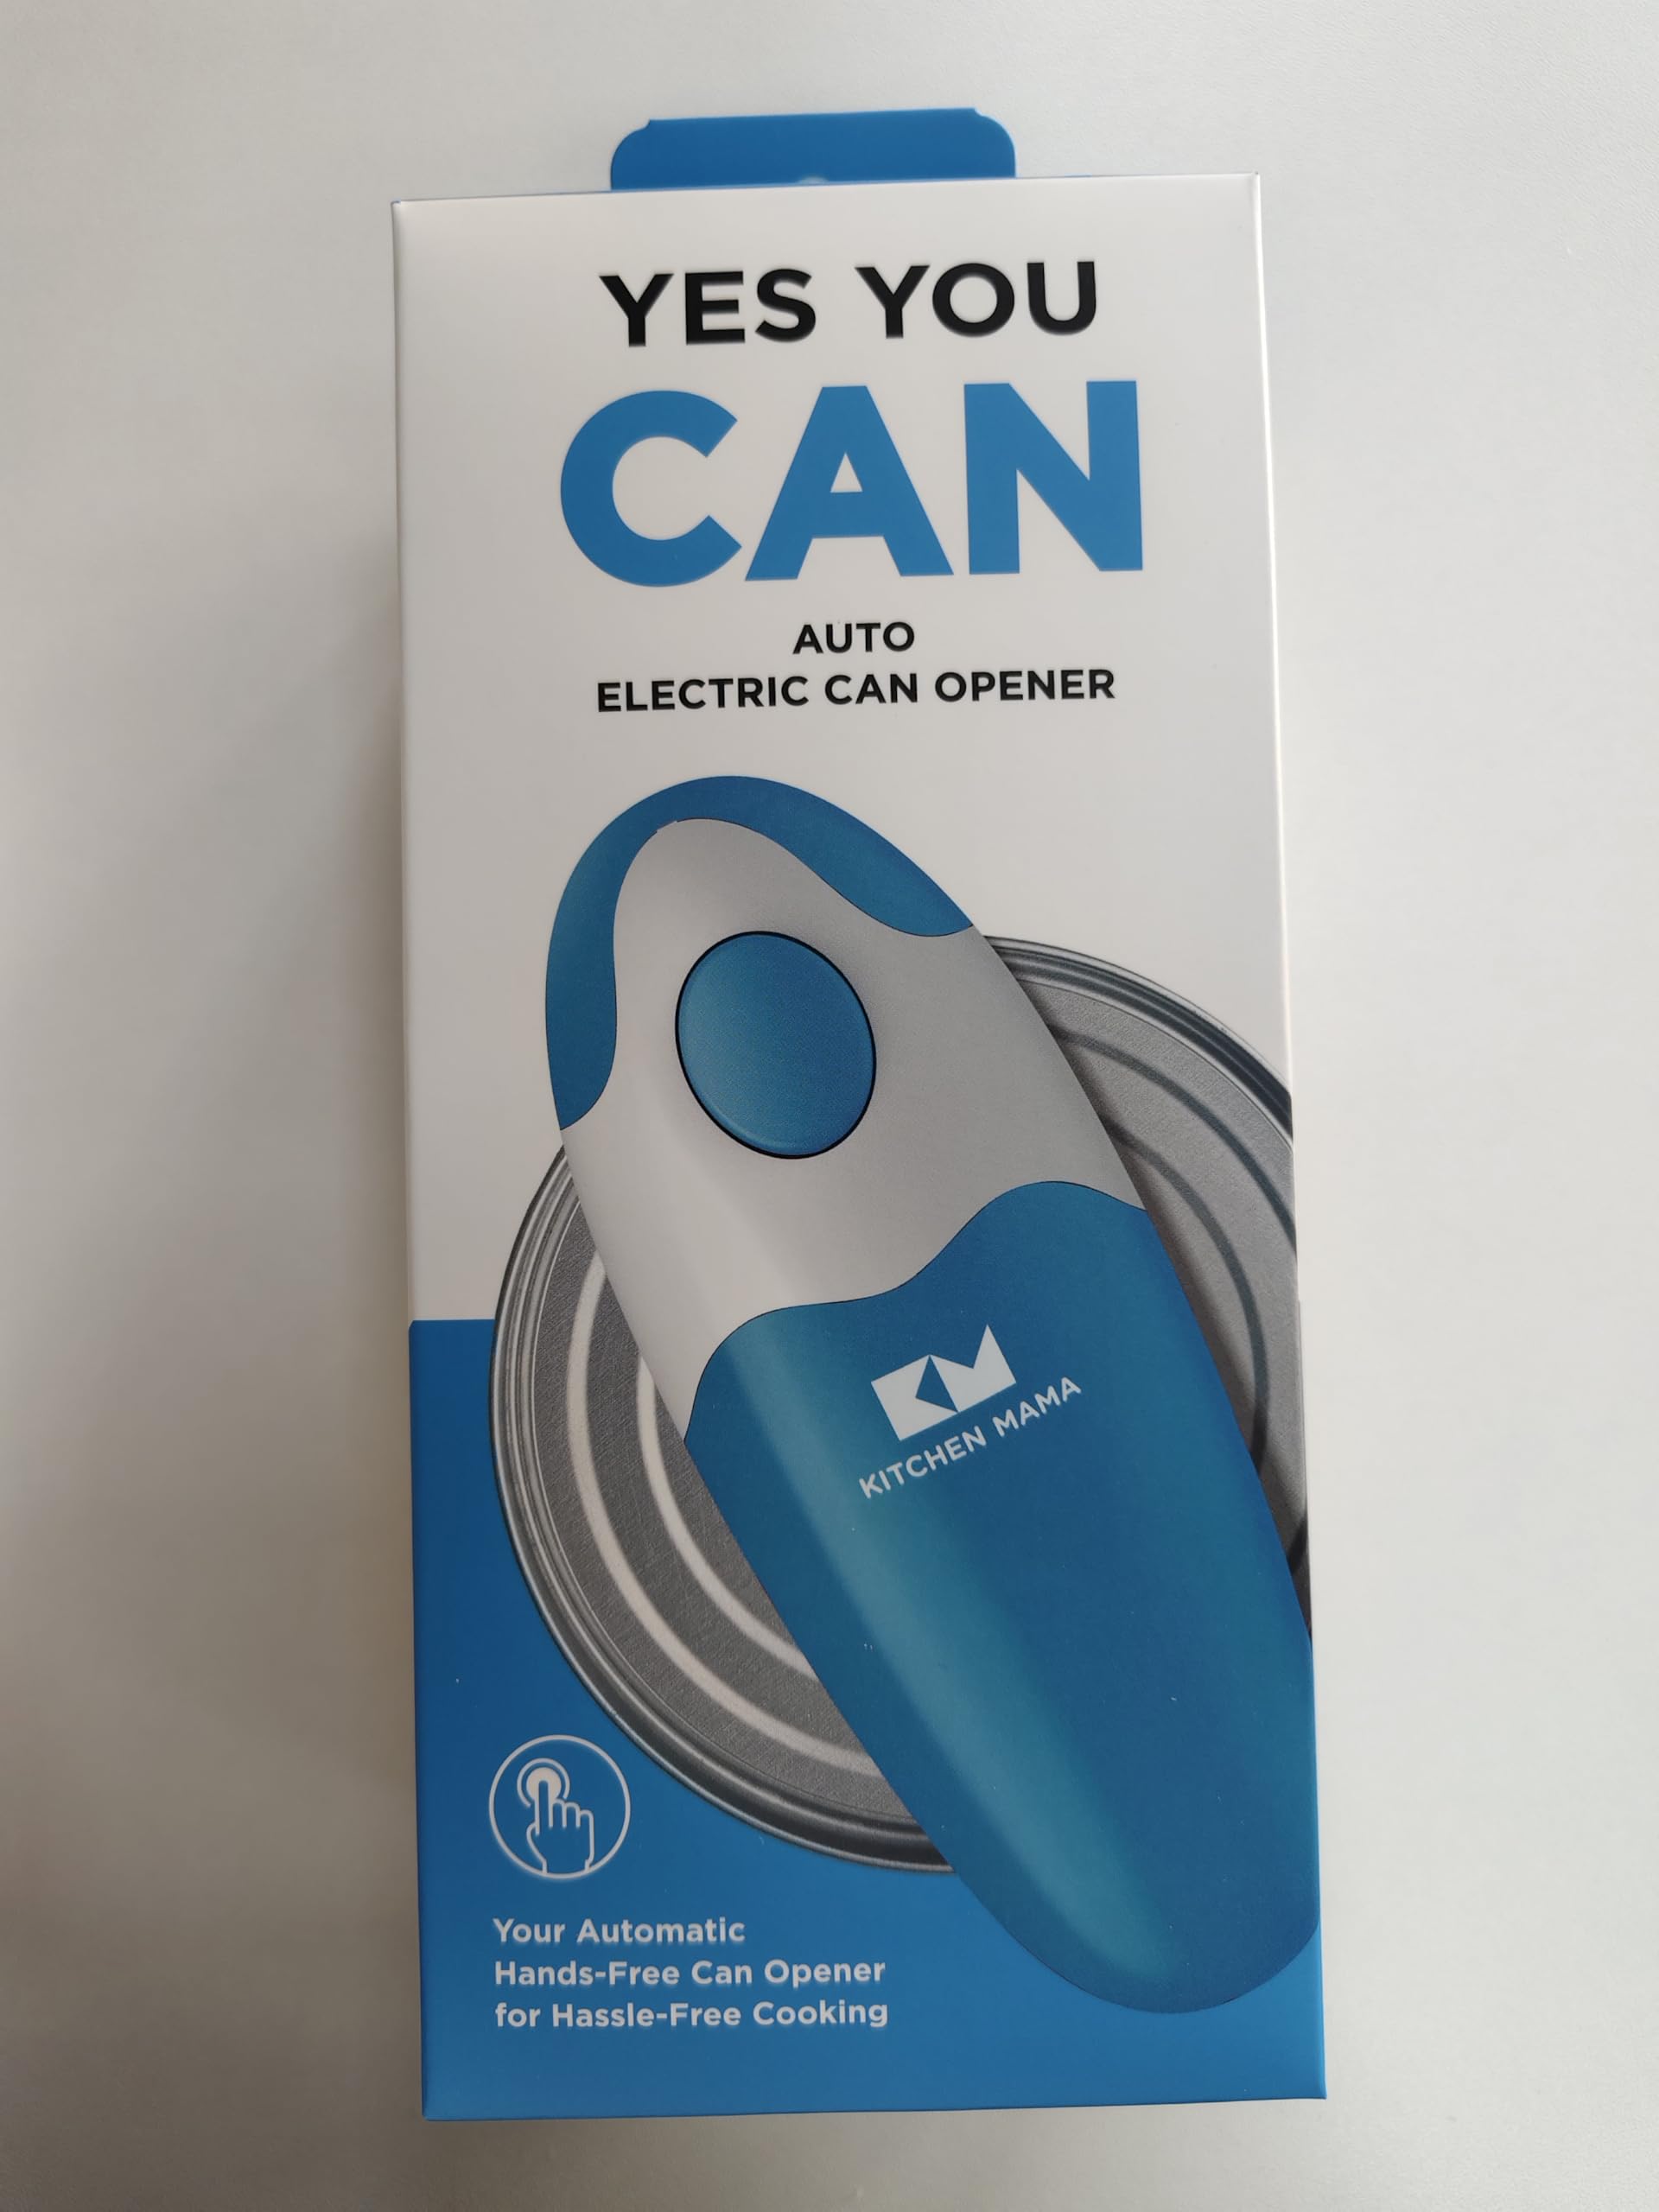 YES YOU
CAN
AUTO
ELECTRIC CAN OPENER
KM
KITCHEN MAMA
Your Automatic
Hands-Free Can Opener
for Hassle-Free Cooking